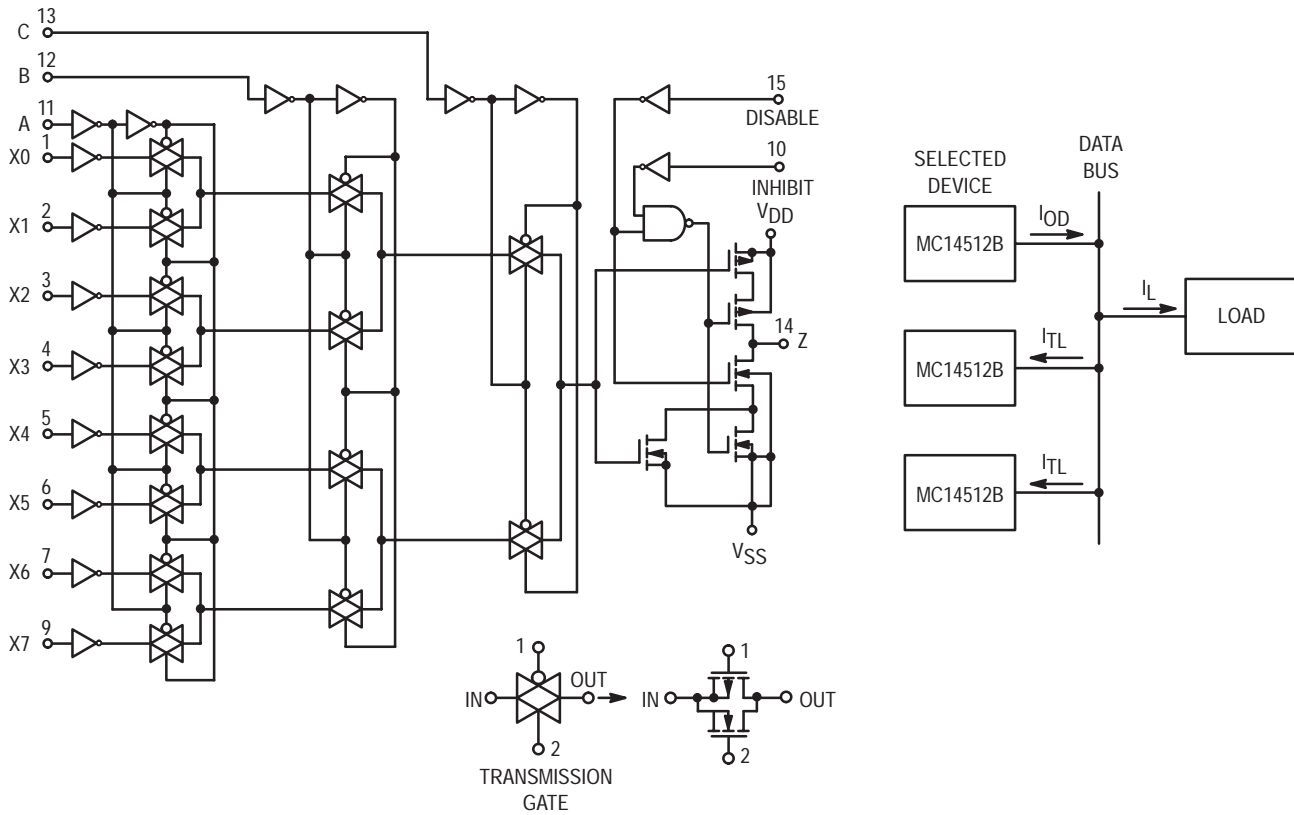 C 13
B 12
A 11
X0 1
X1 2
X2 3
X3 4
X4 5
X5 6
X6 7
X7 9
15
DISABLE
10
INHIBIT
VDD
14 Z
VSS
1
IN
OUT
2
TRANSMISSION
GATE
1
IN
OUT
2
SELECTED
DEVICE
DATA
BUS
MC14512B
IOD
MC14512B
ITL
MC14512B
ITL
IL
LOAD